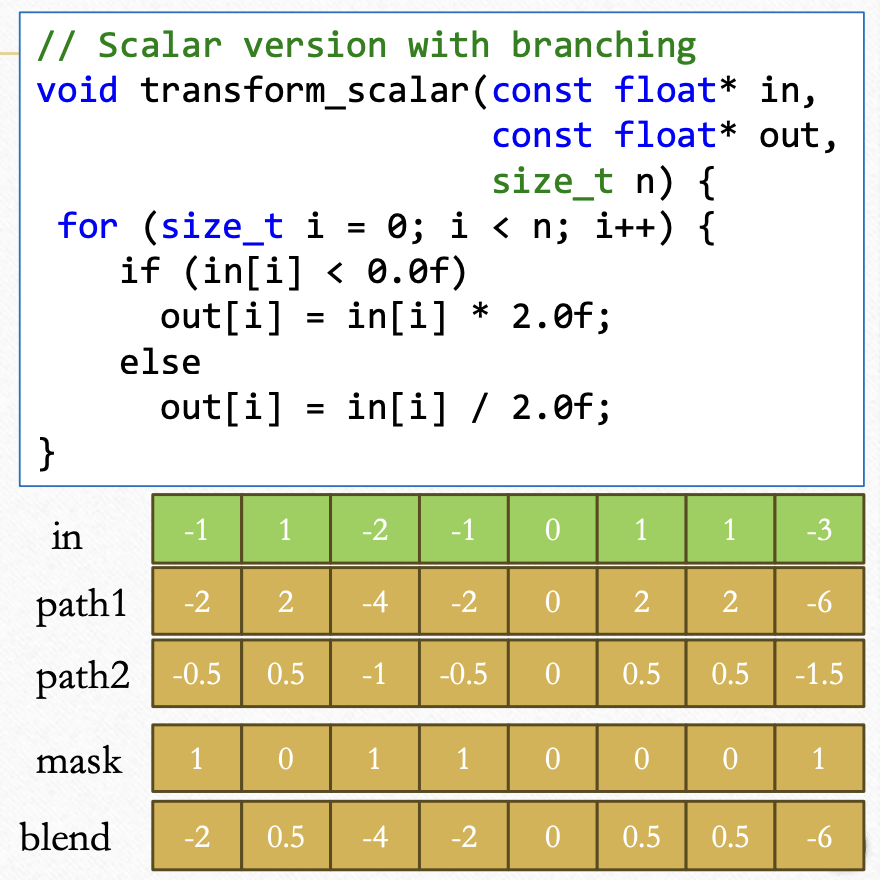 // Scalar version with branching
void transform_scalar(const float* in,
const float* out,
size_t n) {
for (size_t i = 0; i < n; i++) {
if (in[i] < 0.0f)
out[i] = in[i] * 2.0f;
else
out[i] = in[i] / 2.0f;
}
in -1 1 -2 -1 0 1 1 -3
path1 -2 2 -4 -2 0 2 2 -6
path2 -0.5 0.5 -1 -0.5 0 0.5 0.5 -1.5
mask 1 0 1 1 0 0 0 1
blend -2 0.5 -4 -2 0 0.5 0.5 -6